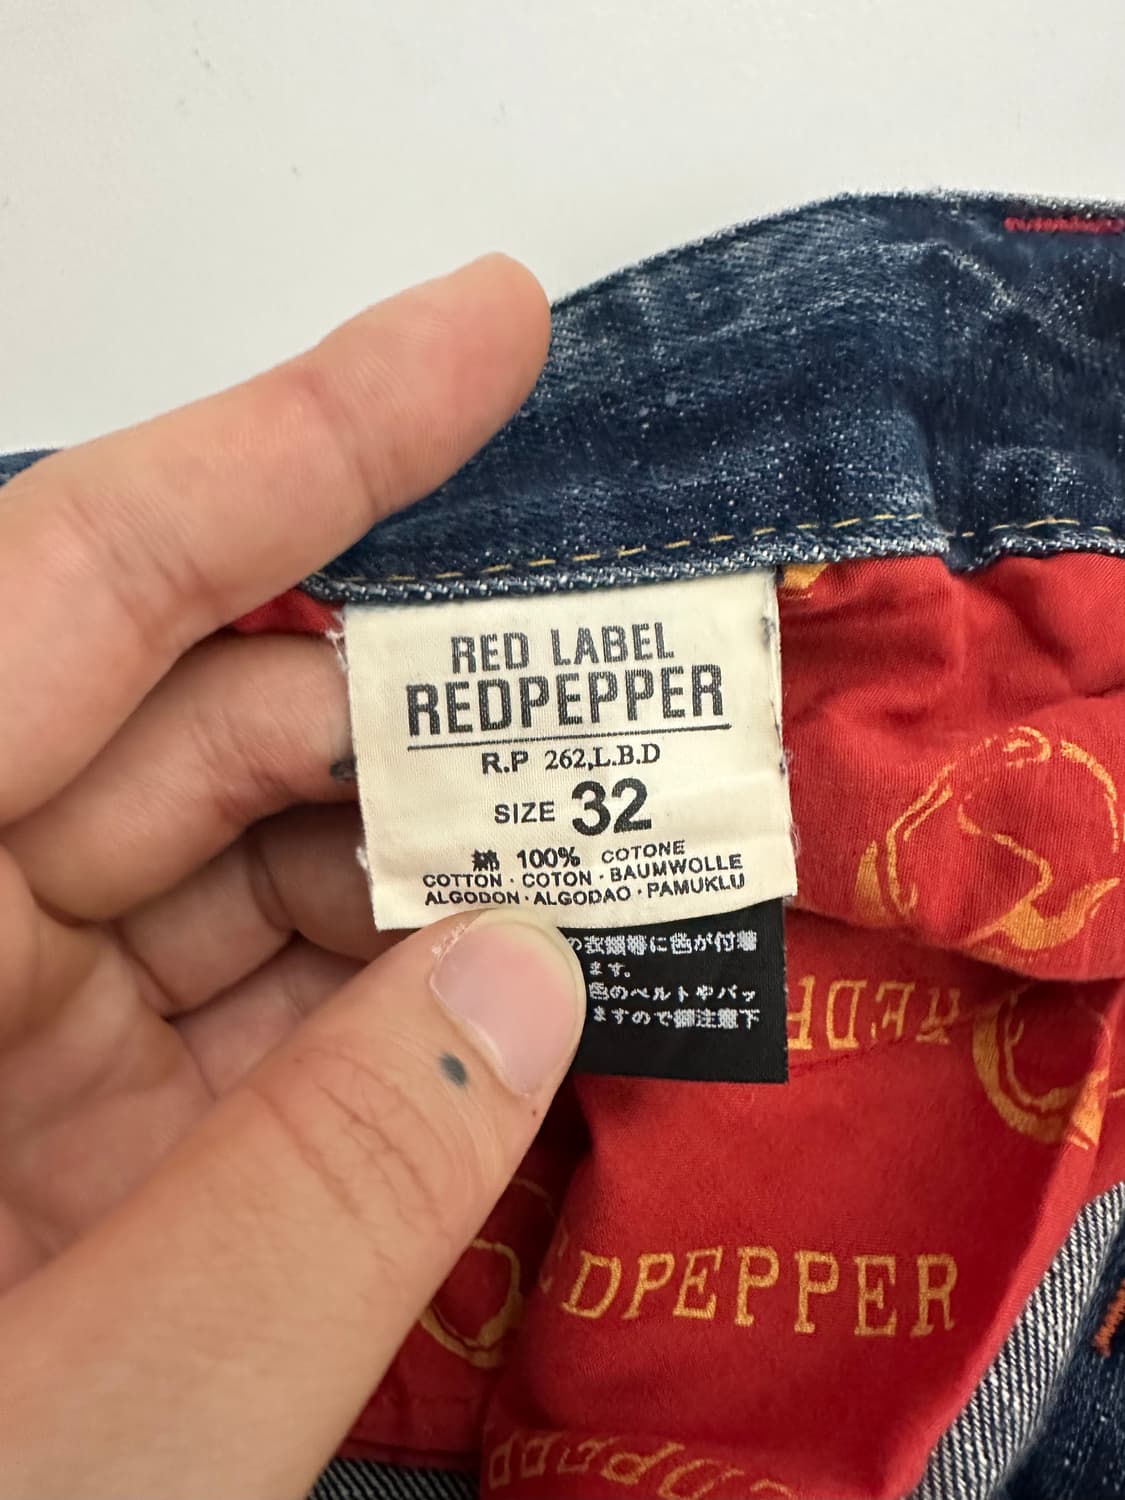 RED LABEL
REDPEPPER
R.P 262,L.B.D
SIZE 32
綿 100% COTONE
COTTON · COTON · BAUMWOLLE
ALGODON · ALGODAO · PAMUKLU
の衣類等に色が付着
ます。
色のベルトやバッ
ますので御注意下
REDP
DPEPPER
EDPEPPER